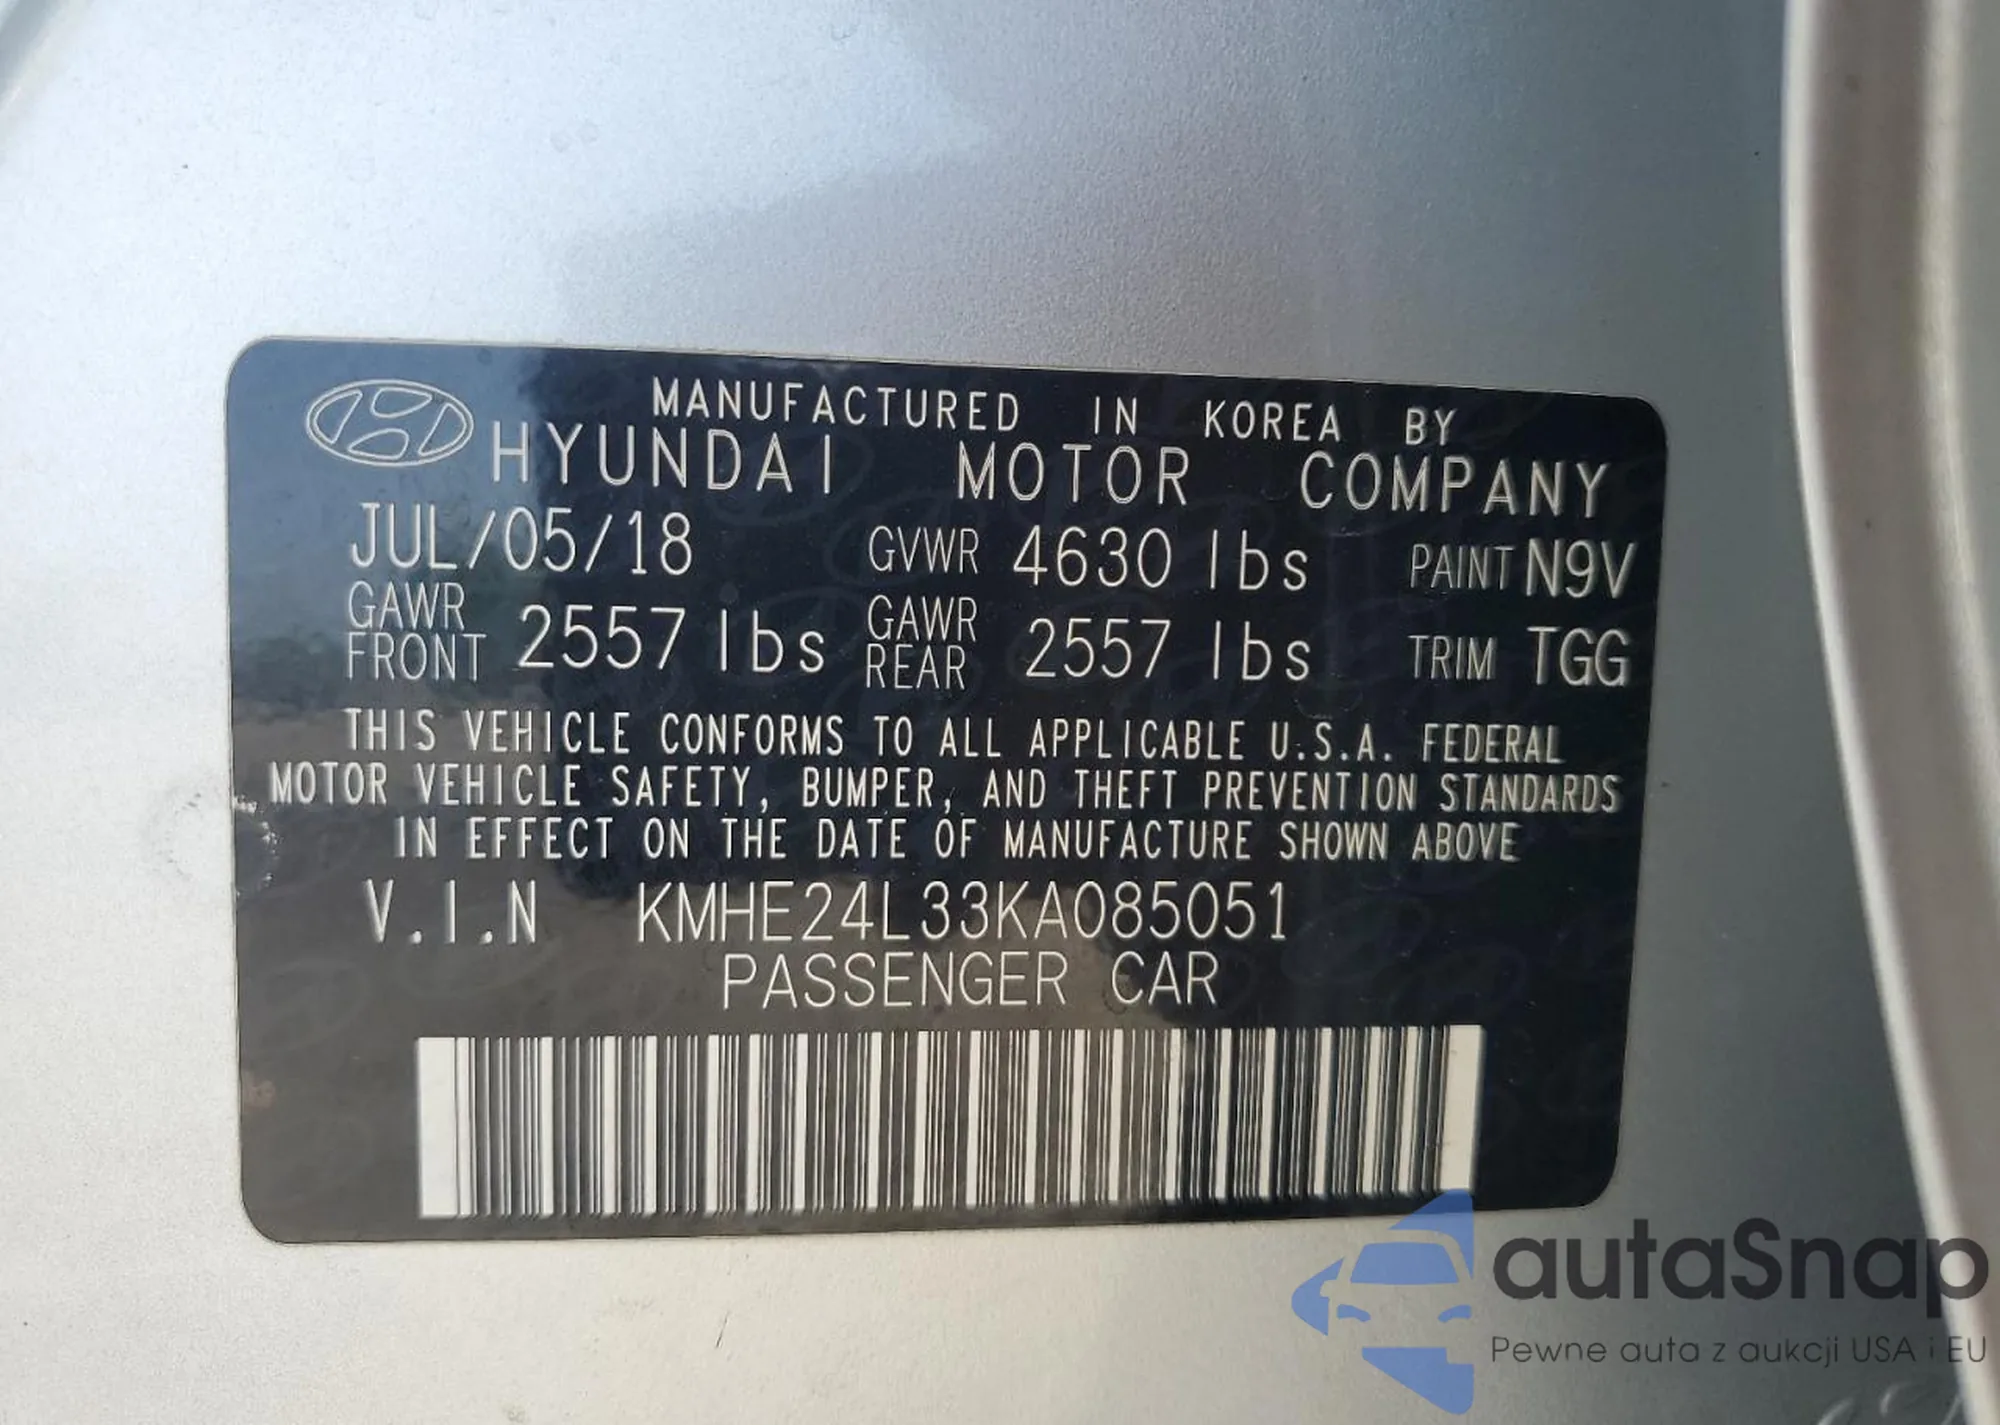 MANUFACTURED IN KOREA BY
HYUNDAI MOTOR COMPANY
JUL/05/18 GVWR 4630 lbs PAINT N9V
GAWR FRONT 2557 lbs GAWR REAR 2557 lbs TRIM TGG
THIS VEHICLE CONFORMS TO ALL APPLICABLE U.S.A. FEDERAL
MOTOR VEHICLE SAFETY, BUMPER, AND THEFT PREVENTION STANDARDS
IN EFFECT ON THE DATE OF MANUFACTURE SHOWN ABOVE
V.I.N KMHE24L33KA085051
PASSENGER CAR
autaSnap
Pewne auta z aukcji USA i EU